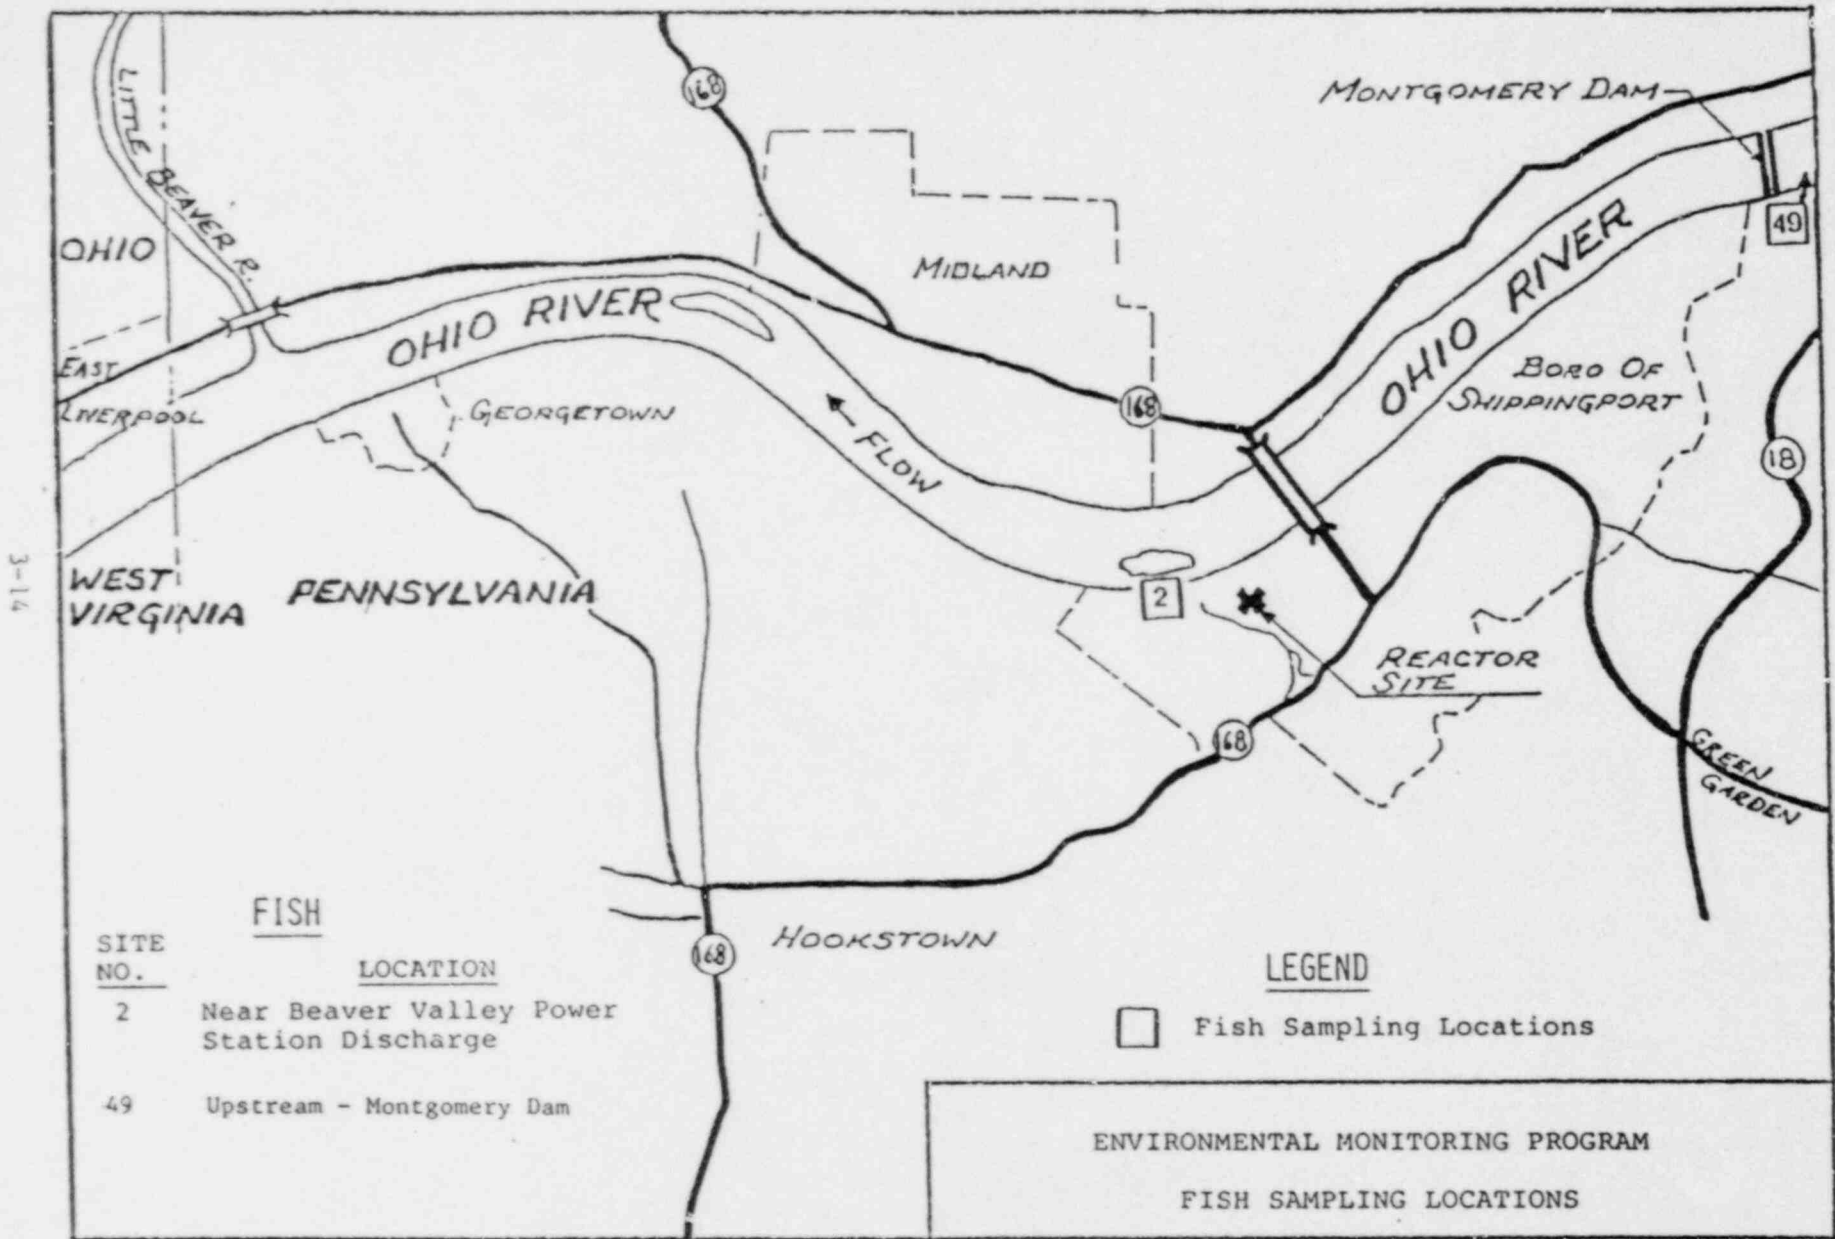 MONTGOMERY DAM
168
LITTLE BEAVER R.
OHIO
MIDLAND
49
OHIO RIVER
OHIO RIVER
EAST
LIVERPOOL
GEORGETOWN
168
FLOW
BORO OF
SHIPPINGPORT
18
3-14
WEST
VIRGINIA
PENNSYLVANIA
2
REACTOR
SITE
168
GREEN
GARDEN
HOOKSTOWN
168
FISH
SITE
NO.
LOCATION
2 Near Beaver Valley Power
Station Discharge
49 Upstream - Montgomery Dam
LEGEND
Fish Sampling Locations
ENVIRONMENTAL MONITORING PROGRAM
FISH SAMPLING LOCATIONS